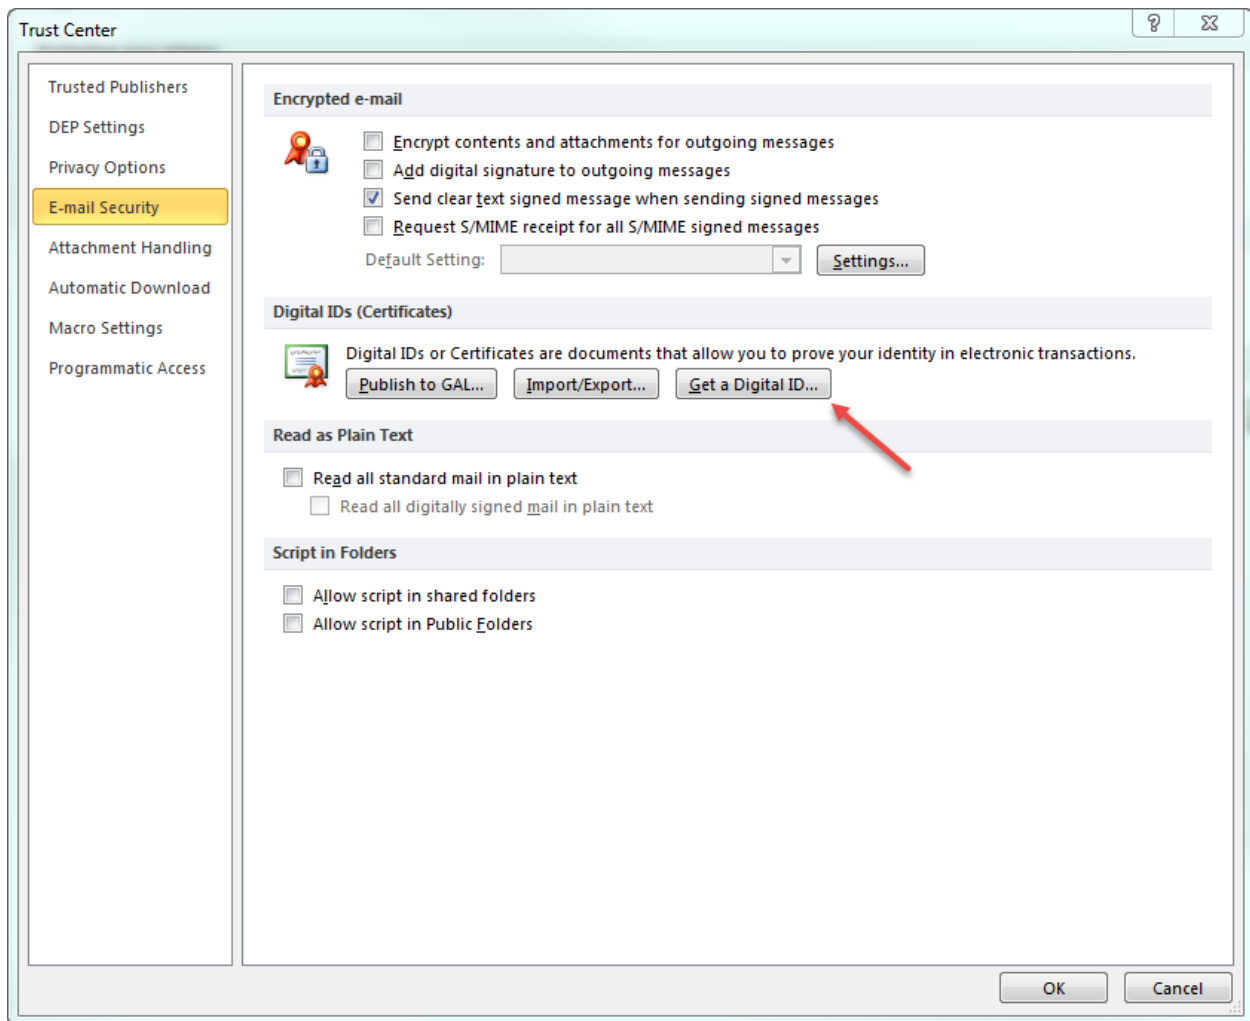 Trust Center
Trusted Publishers
DEP Settings
Privacy Options
E-mail Security
Attachment Handling
Automatic Download
Macro Settings
Programmatic Access
Encrypted e-mail
Encrypt contents and attachments for outgoing messages
Add digital signature to outgoing messages
Send clear text signed message when sending signed messages
Request S/MIME receipt for all S/MIME signed messages
Default Setting: Settings...
Digital IDs (Certificates)
Digital IDs or Certificates are documents that allow you to prove your identity in electronic transactions.
Publish to GAL... Import/Export... Get a Digital ID...
Read as Plain Text
Read all standard mail in plain text
Read all digitally signed mail in plain text
Script in Folders
Allow script in shared folders
Allow script in Public Folders
OK Cancel